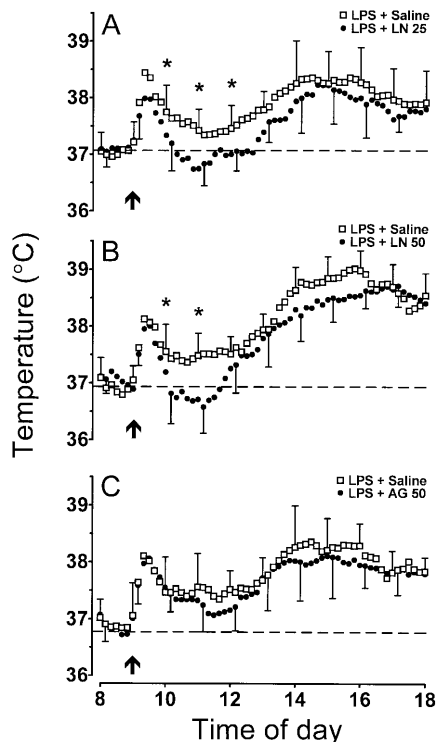 A
□ LPS + Saline
● LPS + LN 25
* * *
39
38
37
36
B
□ LPS + Saline
● LPS + LN 50
* *
39
38
37
36
C
□ LPS + Saline
● LPS + AG 50
39
38
37
36
Temperature (°C)
8 10 12 14 16 18
Time of day